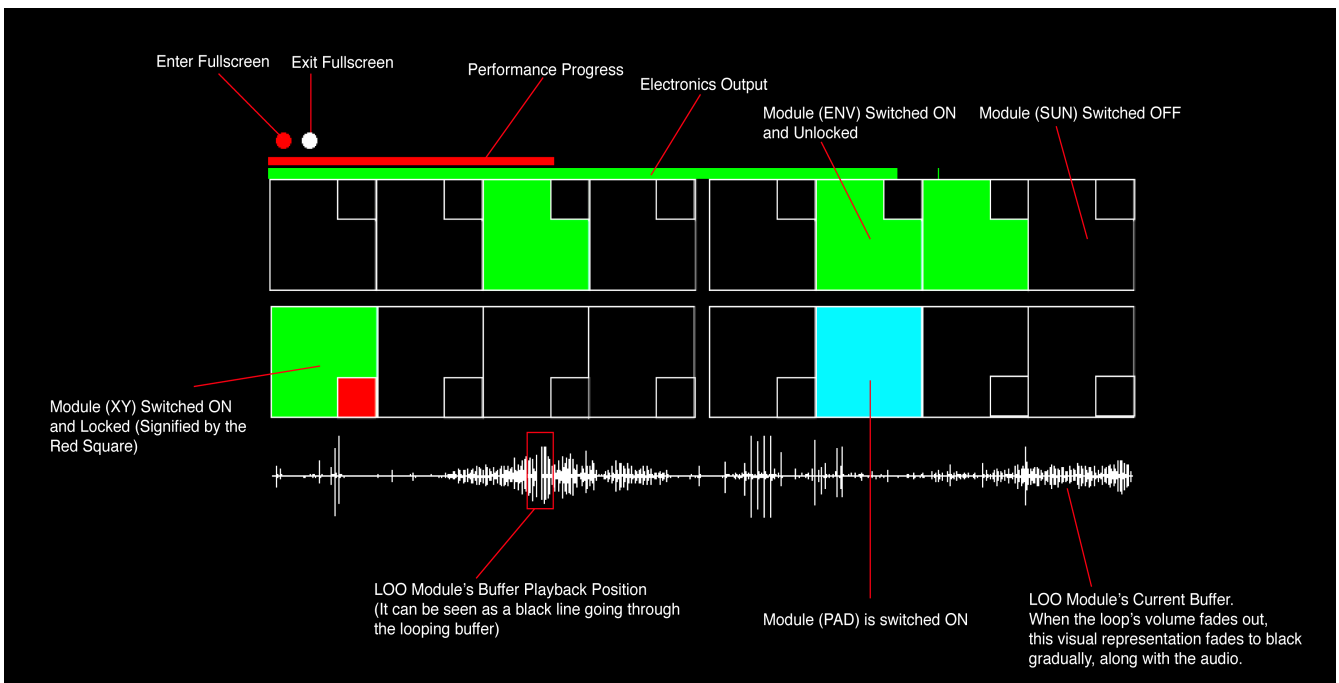 Enter Fullscreen
Exit Fullscreen
Performance Progress
Electronics Output
Module (ENV) Switched ON
and Unlocked
Module (SUN) Switched OFF
Module (XY) Switched ON
and Locked (Signified by the
Red Square)
LOO Module's Buffer Playback Position
(It can be seen as a black line going through
the looping buffer)
Module (PAD) is switched ON
LOO Module's Current Buffer.
When the loop's volume fades out,
this visual representation fades to black
gradually, along with the audio.